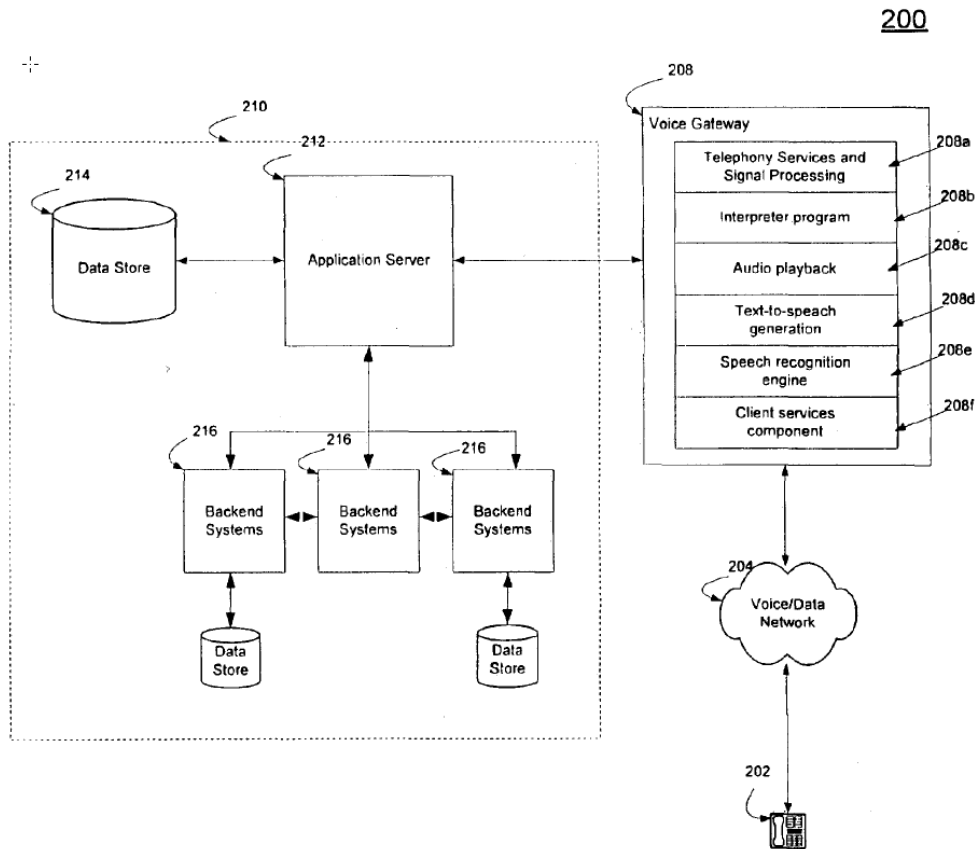 200
208
210
Voice Gateway
212
208a
Telephony Services and
Signal Processing
214
208b
Interpreter program
Data Store
Application Server
208c
Audio playback
208d
Text-to-speach
generation
208e
Speech recognition
engine
208f
Client services
component
216
216
216
Backend
Systems
Backend
Systems
Backend
Systems
204
Voice/Data
Network
Data
Store
Data
Store
202